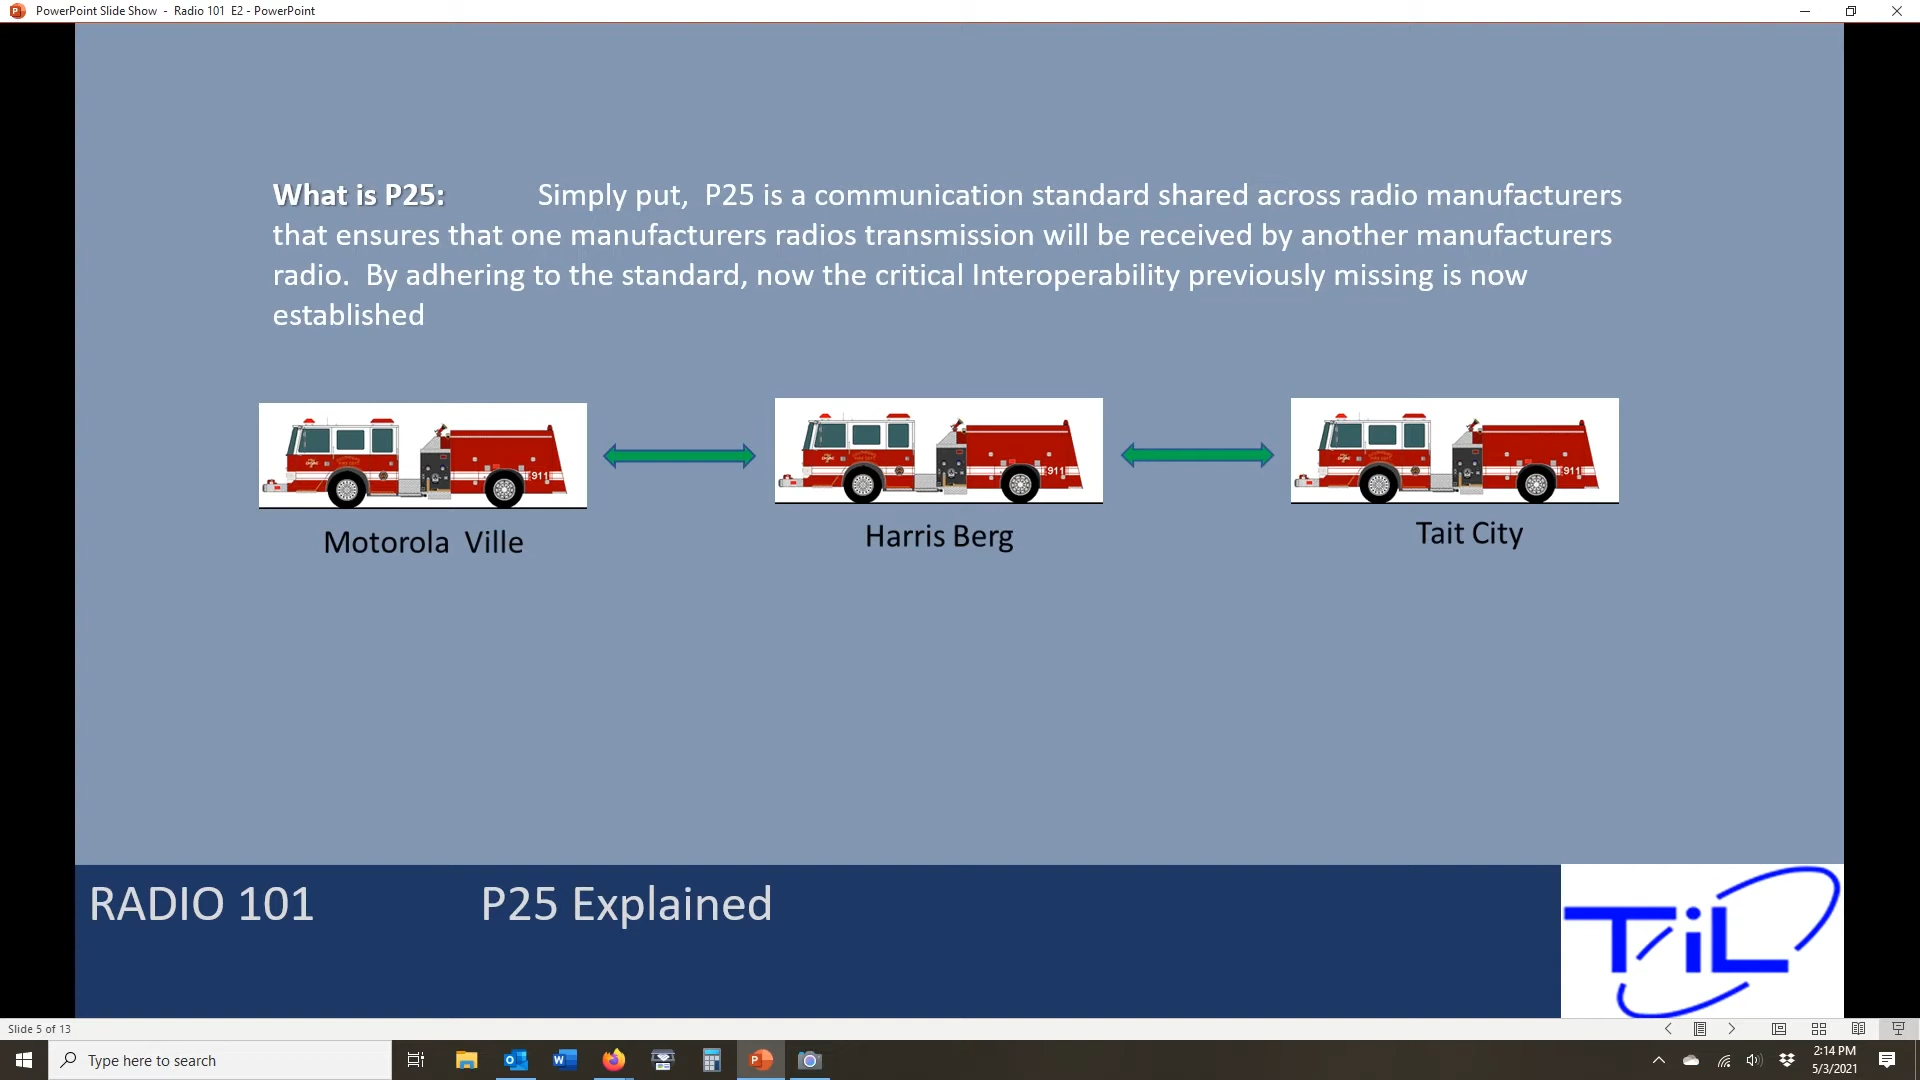 PowerPoint Slide Show - Radio 101 E2 - PowerPoint
What is P25: Simply put, P25 is a communication standard shared across radio manufacturers
that ensures that one manufacturers radios transmission will be received by another manufacturers
radio. By adhering to the standard, now the critical Interoperability previously missing is now
established
911
911
911
Motorola Ville
Harris Berg
Tait City
RADIO 101 P25 Explained
TiL
Slide 5 of 13
Type here to search
2:14 PM
5/3/2021